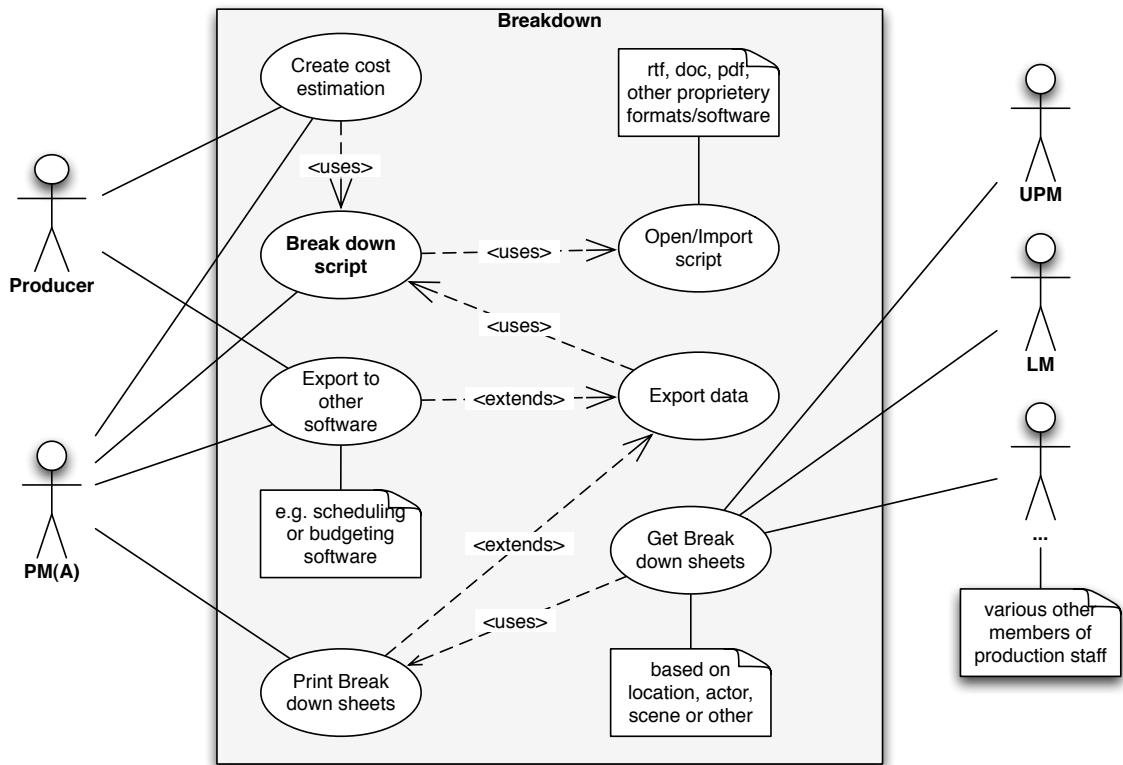 Breakdown
Create cost
estimation
rtf, doc, pdf,
other proprietery
formats/software
<uses>
UPM
Producer
Break down
script
<uses>
Open/Import
script
<uses>
LM
Export to
other
software
<extends>
Export data
PM(A)
e.g. scheduling
or budgeting
software
<extends>
Get Break
down sheets
...
<uses>
various other
members of
production staff
Print Break
down sheets
based on
location, actor,
scene or other